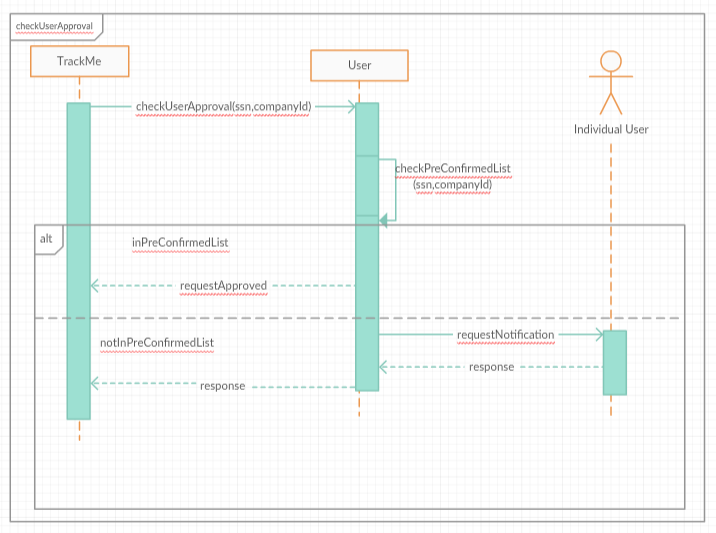 checkUserApproval
TrackMe
User
Individual User
checkUserApproval(ssn,companyId)
checkPreConfirmedList
(ssn,companyId)
alt
inPreConfirmedList
requestApproved
notInPreConfirmedList
requestNotification
response
response